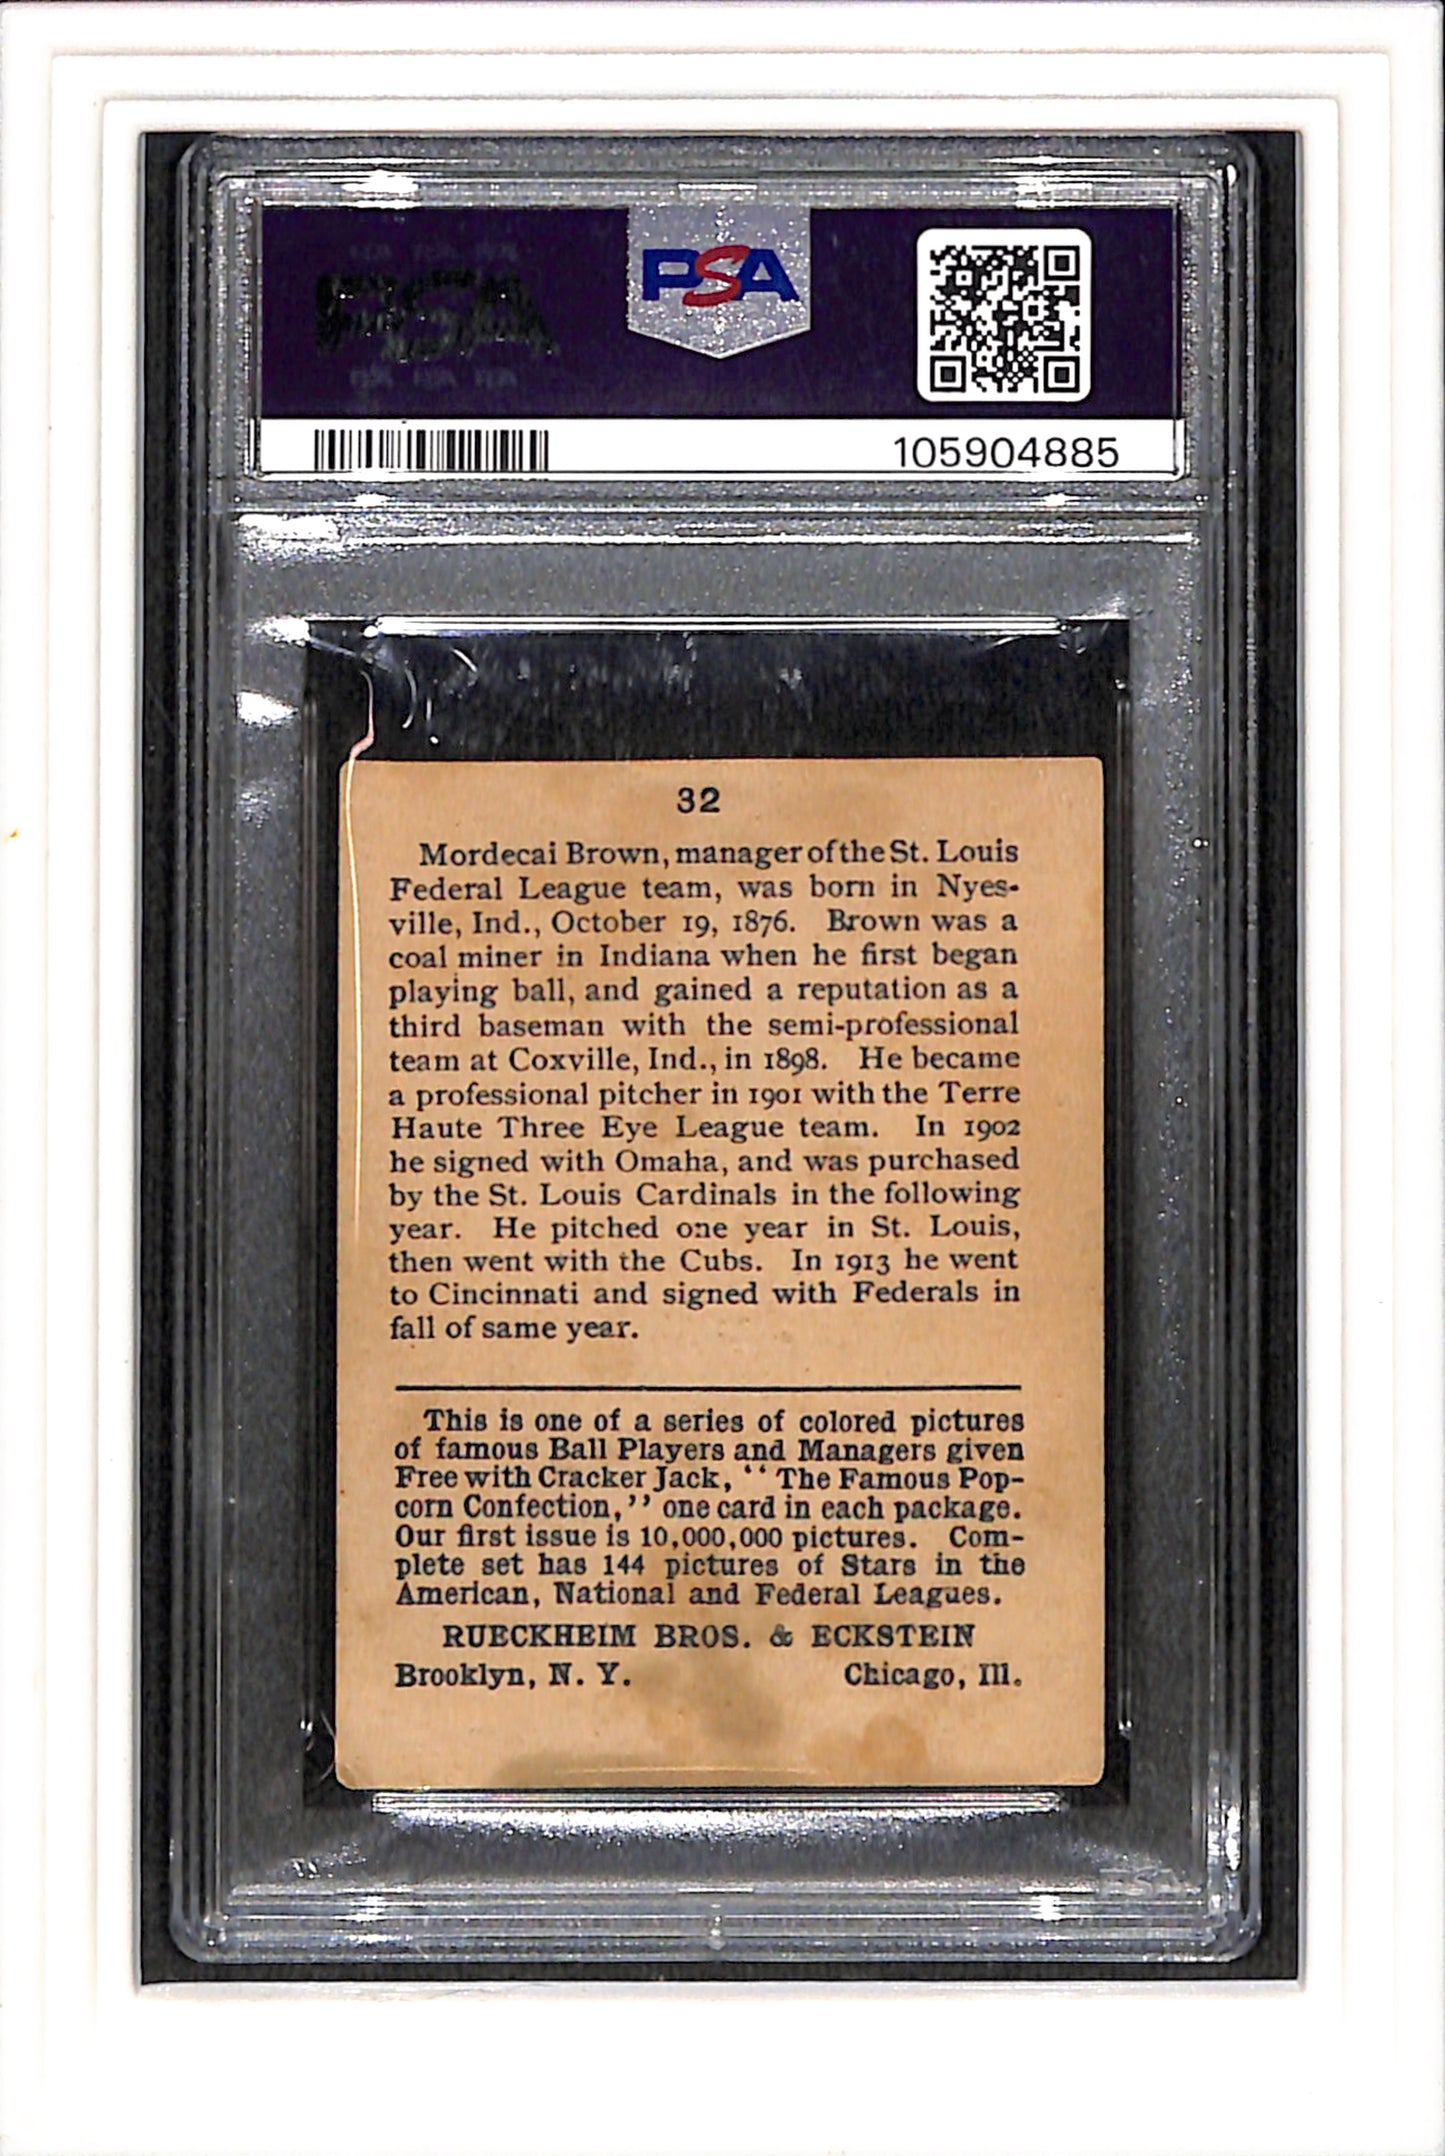 PSA
PSA
105904885
32
Mordecai Brown, manager of the St. Louis
Federal League team, was born in Nyes-
ville, Ind., October 19, 1876. Brown was a
coal miner in Indiana when he first began
playing ball, and gained a reputation as a
third baseman with the semi-professional
team at Coxville, Ind., in 1898. He became
a professional pitcher in 1901 with the Terre
Haute Three Eye League team. In 1902
he signed with Omaha, and was purchased
by the St. Louis Cardinals in the following
year. He pitched one year in St. Louis,
then went with the Cubs. In 1913 he went
to Cincinnati and signed with Federals in
fall of same year.
This is one of a series of colored pictures
of famous Ball Players and Managers given
Free with Cracker Jack, “The Famous Pop-
corn Confection,” one card in each package.
Our first issue is 10,000,000 pictures. Com-
plete set has 144 pictures of Stars in the
American, National and Federal Leagues.
RUECKHEIM BROS. & ECKSTEIN
Brooklyn, N. Y. Chicago, Ill.